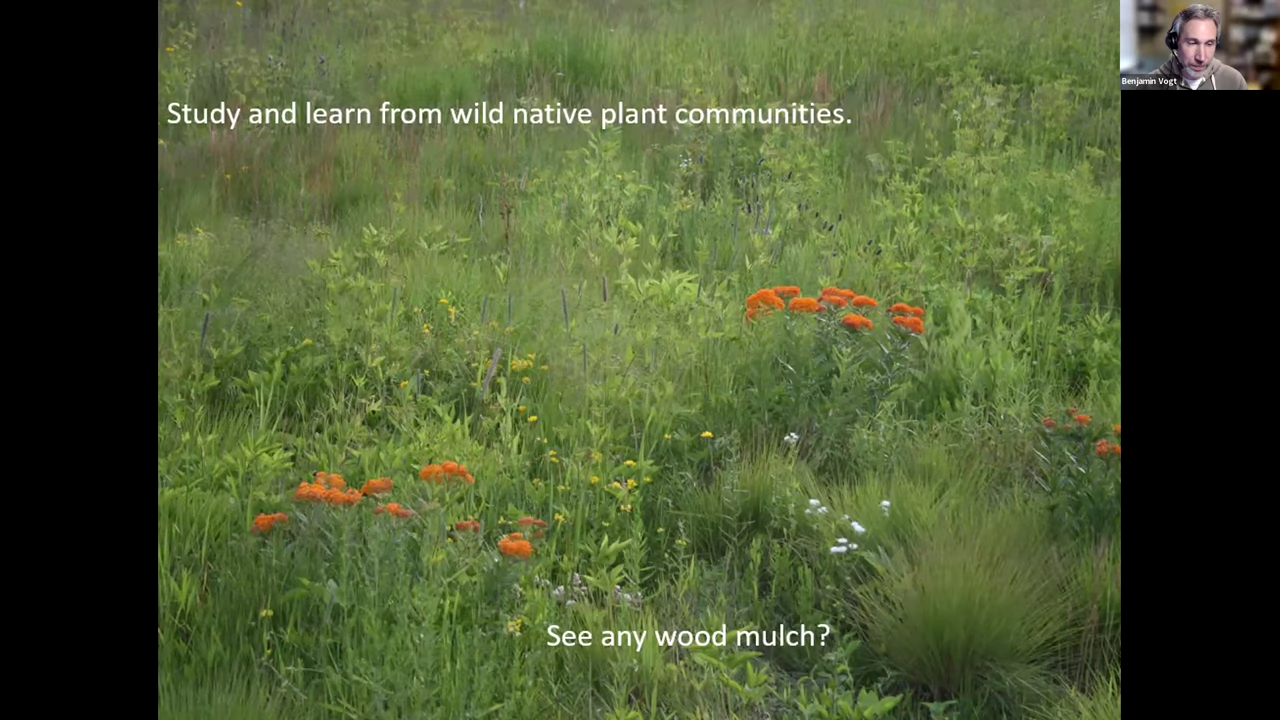 Benjamin Vogt
Study and learn from wild native plant communities.
See any wood mulch?